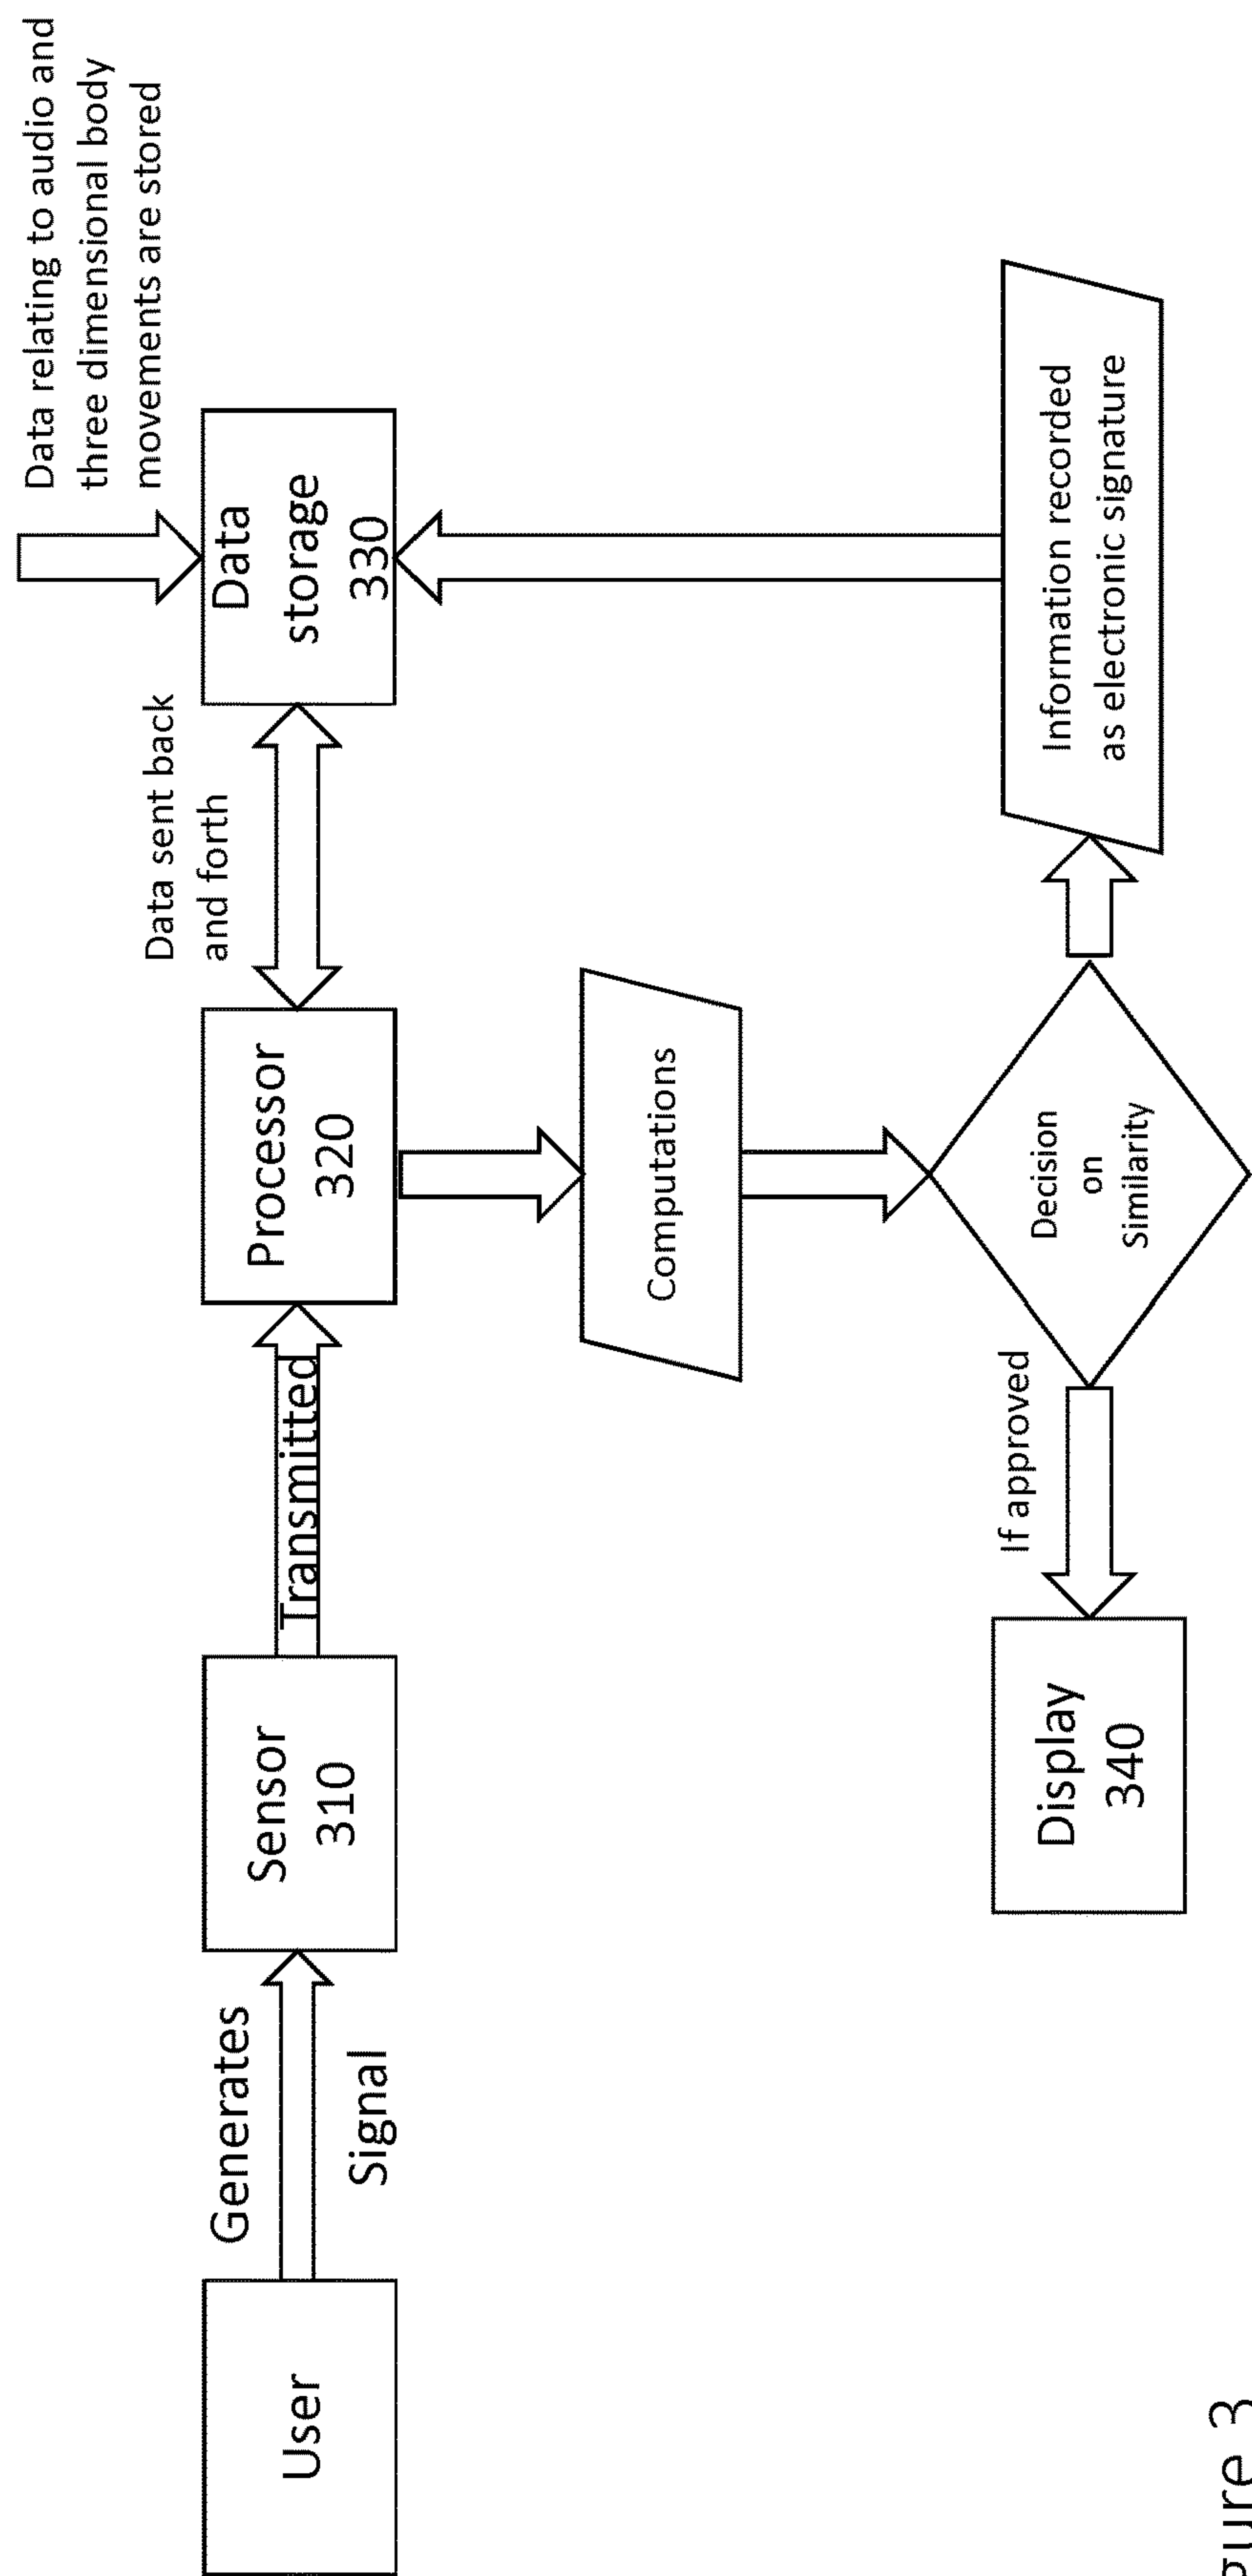 Data relating to audio and
three dimensional body
movements are stored
Generates
Data sent back
and forth
User
Signal
Sensor
310
Transmitted
Processor
320
Data
storage
330
Computations
If approved
Display
340
Decision
on
Similarity
Information recorded
as electronic signature
gure 3